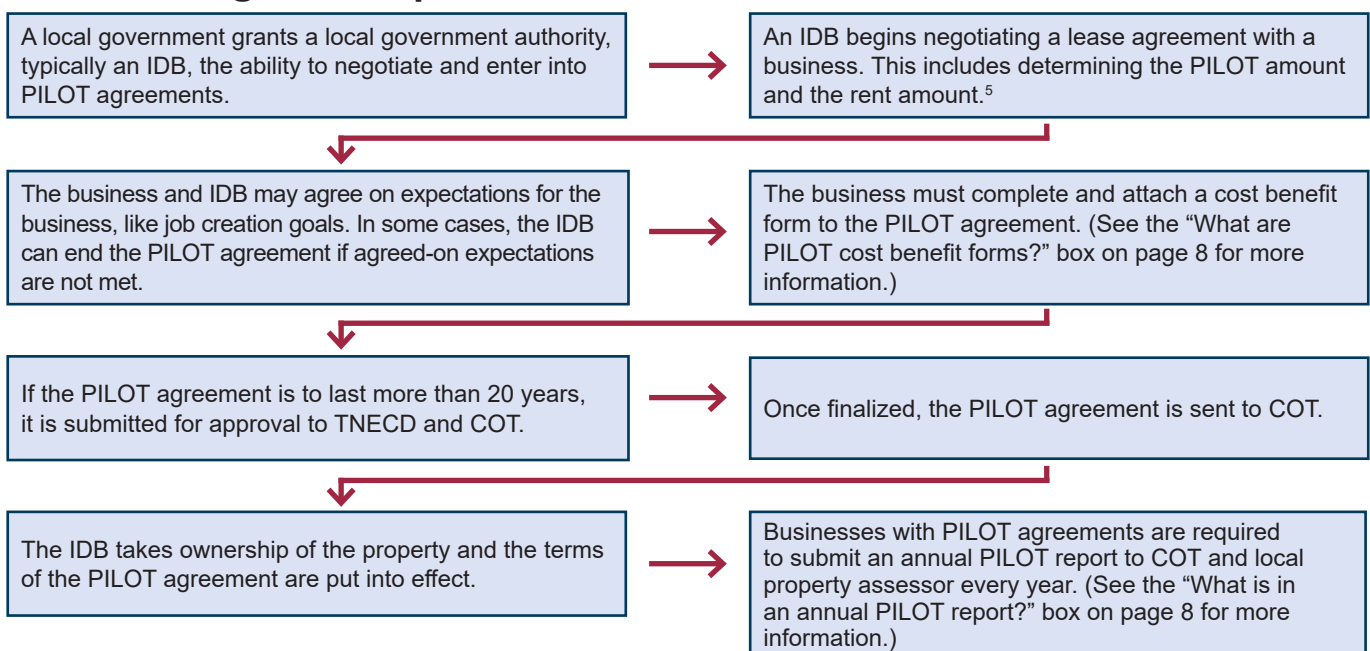 A local government grants a local government authority,
typically an IDB, the ability to negotiate and enter into
PILOT agreements.
An IDB begins negotiating a lease agreement with a
business. This includes determining the PILOT amount
and the rent amount.⁵
The business and IDB may agree on expectations for the
business, like job creation goals. In some cases, the IDB
can end the PILOT agreement if agreed-on expectations
are not met.
The business must complete and attach a cost benefit
form to the PILOT agreement. (See the “What are
PILOT cost benefit forms?” box on page 8 for more
information.)
If the PILOT agreement is to last more than 20 years,
it is submitted for approval to TNECD and COT.
Once finalized, the PILOT agreement is sent to COT.
The IDB takes ownership of the property and the terms
of the PILOT agreement are put into effect.
Businesses with PILOT agreements are required
to submit an annual PILOT report to COT and local
property assessor every year. (See the “What is in
an annual PILOT report?” box on page 8 for more
information.)